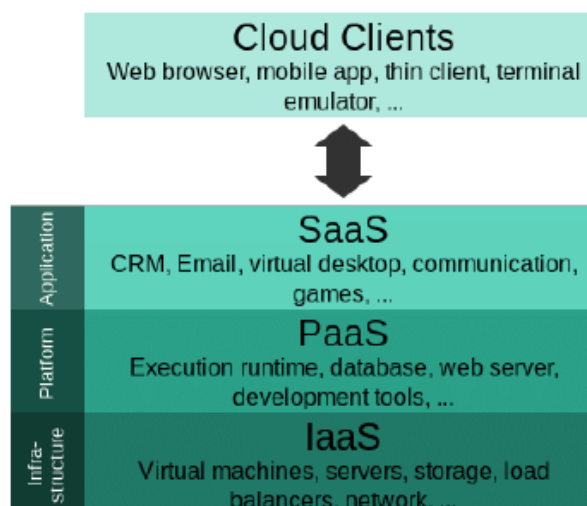 Cloud Clients
Web browser, mobile app, thin client, terminal
emulator, ...
Application
SaaS
CRM, Email, virtual desktop, communication,
games, ...
Platform
PaaS
Execution runtime, database, web server,
development tools, ...
Infra-
structure
IaaS
Virtual machines, servers, storage, load
balancers, network, ...